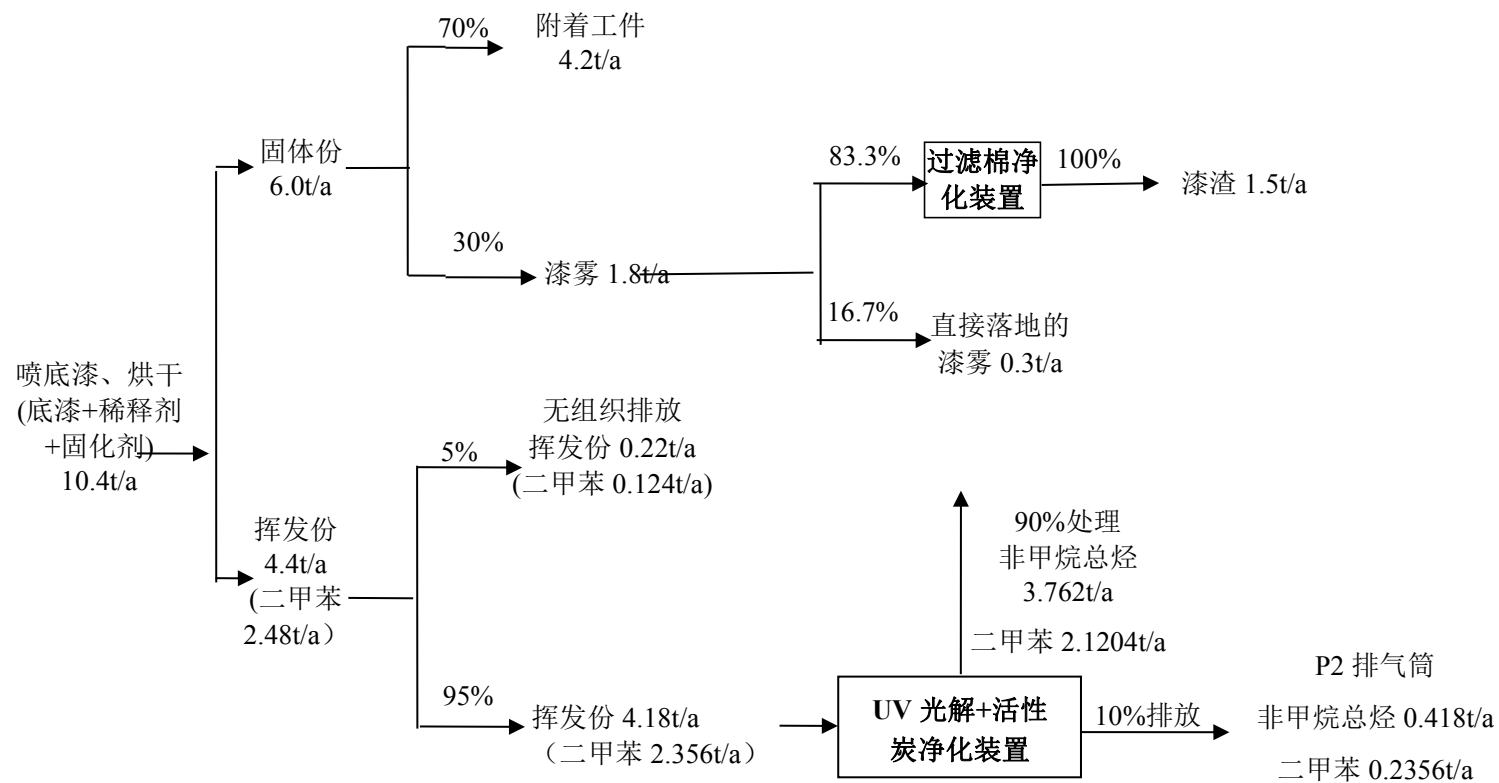 70%
附着工件
4.2t/a
固体份
6.0t/a
83.3%
过滤棉净
化装置
100%
漆渣 1.5t/a
30%
漆雾 1.8t/a
16.7%
直接落地的
漆雾 0.3t/a
喷底漆、烘干
(底漆+稀释剂
+固化剂)
10.4t/a
5%
无组织排放
挥发份 0.22t/a
(二甲苯 0.124t/a)
挥发份
4.4t/a
(二甲苯
2.48t/a）
90%处理
非甲烷总烃
3.762t/a
二甲苯 2.1204t/a
95%
挥发份 4.18t/a
（二甲苯 2.356t/a）
UV 光解+活性
炭净化装置
10%排放
P2 排气筒
非甲烷总烃 0.418t/a
二甲苯 0.2356t/a